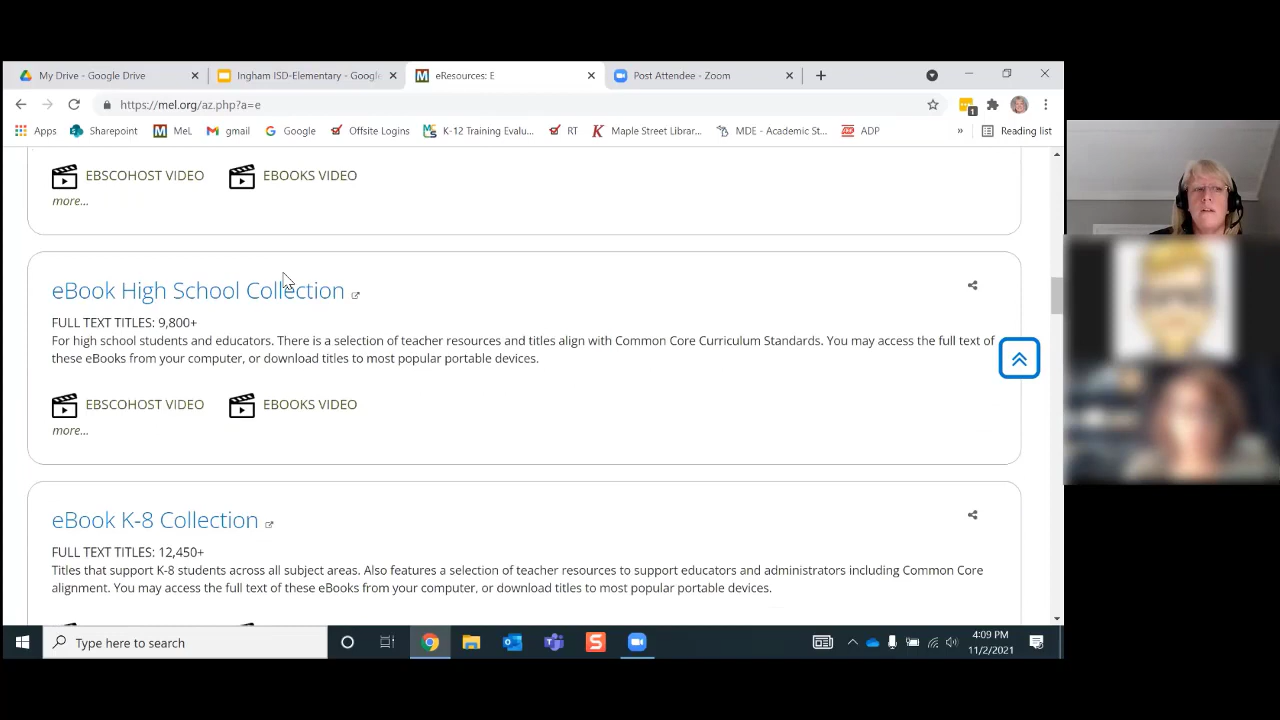 My Drive - Google Drive
Ingham ISD-Elementary - Google
eResources: E
Post Attendee - Zoom
https://mel.org/az.php?a=e
1
Apps
Sharepoint
MeL
gmail
Google
Offsite Logins
K-12 Training Evalu...
RT
Maple Street Librar...
MDE - Academic St...
ADP
»
Reading list
EBSCOHOST VIDEO
EBOOKS VIDEO
more...
eBook High School Collection
FULL TEXT TITLES: 9,800+
For high school students and educators. There is a selection of teacher resources and titles align with Common Core Curriculum Standards. You may access the full text of
these eBooks from your computer, or download titles to most popular portable devices.
EBSCOHOST VIDEO
EBOOKS VIDEO
more...
eBook K-8 Collection
FULL TEXT TITLES: 12,450+
Titles that support K-8 students across all subject areas. Also features a selection of teacher resources to support educators and administrators including Common Core
alignment. You may access the full text of these eBooks from your computer, or download titles to most popular portable devices.
Type here to search
4:09 PM
11/2/2021